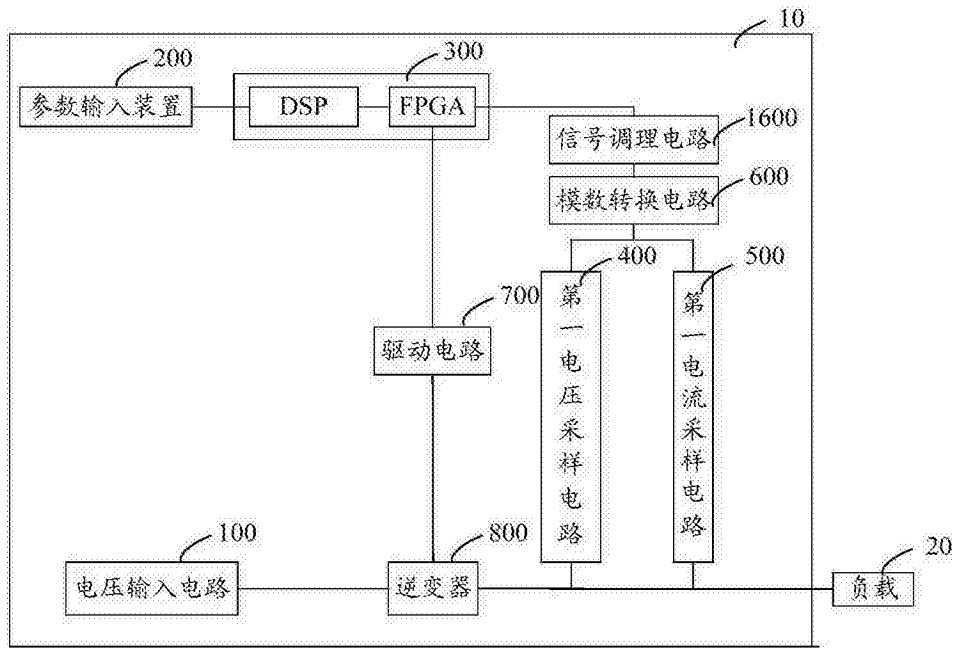 10
200
300
参数输入装置
DSP
FPGA
1600
信号调理电路
600
模数转换电路
400
500
700
第一电压采样电路
第一电流采样电路
驱动电路
100
800
20
电压输入电路
逆变器
负载